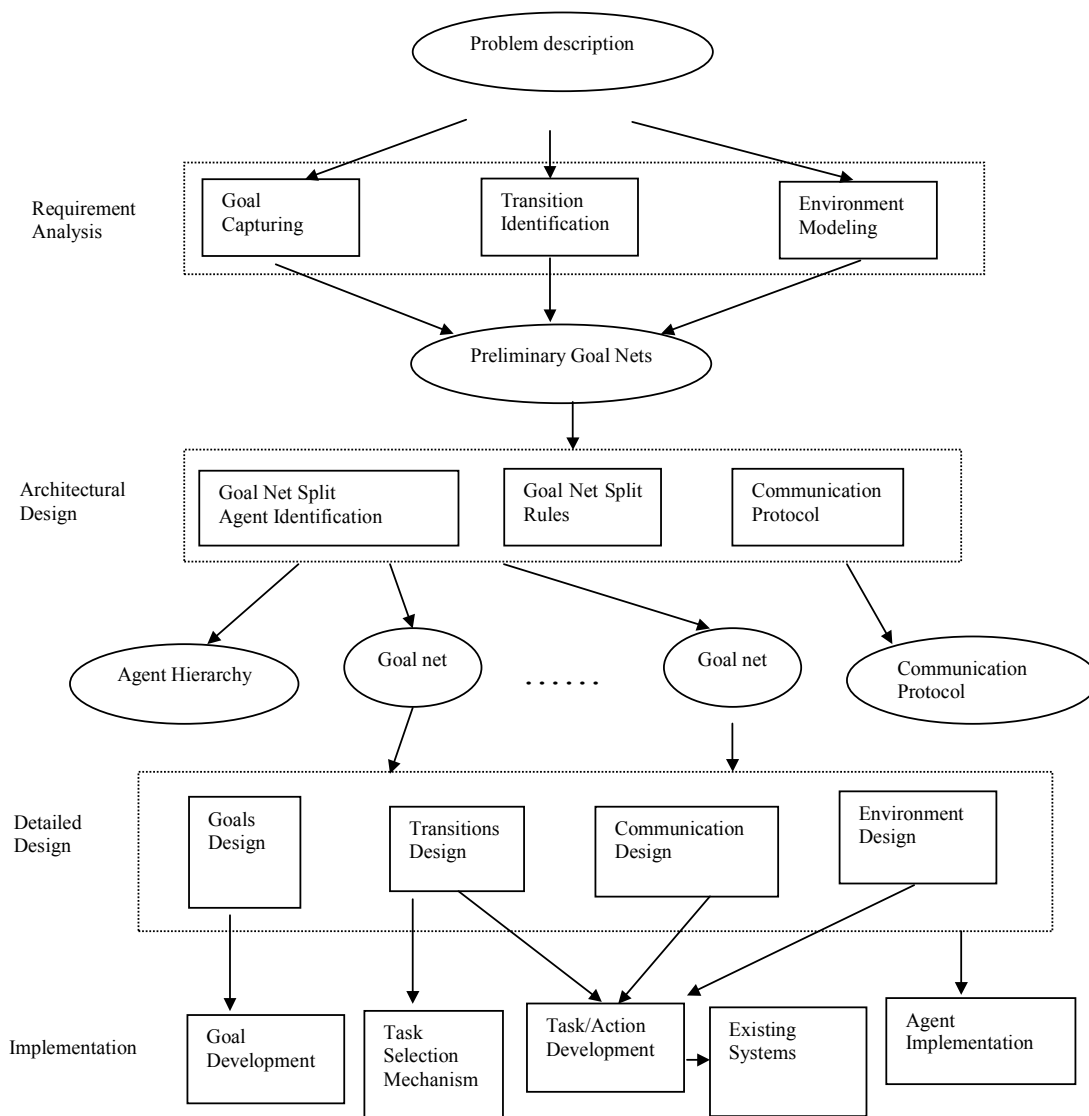 Problem description
Requirement
Analysis
Goal
Capturing
Transition
Identification
Environment
Modeling
Preliminary Goal Nets
Architectural
Design
Goal Net Split
Agent Identification
Goal Net Split
Rules
Communication
Protocol
Agent Hierarchy
Goal net
. . . . . .
Goal net
Communication
Protocol
Detailed
Design
Goals
Design
Transitions
Design
Communication
Design
Environment
Design
Implementation
Goal
Development
Task
Selection
Mechanism
Task/Action
Development
Existing
Systems
Agent
Implementation